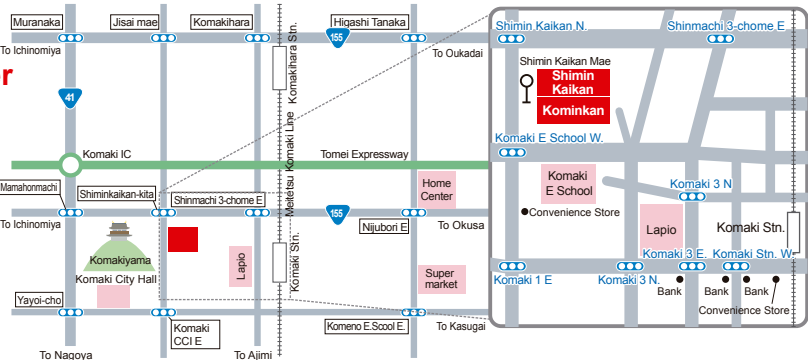 Muranaka
Jisai mae
Komakihara
Higashi Tanaka
To Ichinomiya
155
To Oukadai
or
41
Komakihara Stn.
Meitetsu Komaki Line
Komaki Stn.
Komaki IC
Tomei Expressway
Mamahonmachi
Shiminkaikan-kita
Shinmachi 3-chome E
Home
Center
To Ichinomiya
155
Nijubori E
To Okusa
Komakiyama
Komaki City Hall
Lapio
Super
market
Yayoi-cho
Komaki
CCI E
Komeno E.Scool E.
To Kasugai
To Nagoya
To Ajimi
Shimin Kaikan N.
Shinmachi 3-chome E
Shimin Kaikan Mae
Shimin
Kaikan
Kominkan
Komaki E School W.
Komaki
E School
Komaki 3 N
Convenience Store
Lapio
Komaki Stn.
Komaki 3 E.
Komaki Stn. W
Komaki 1 E
Komaki 3 N.
Bank
Bank
Bank
Convenience Store